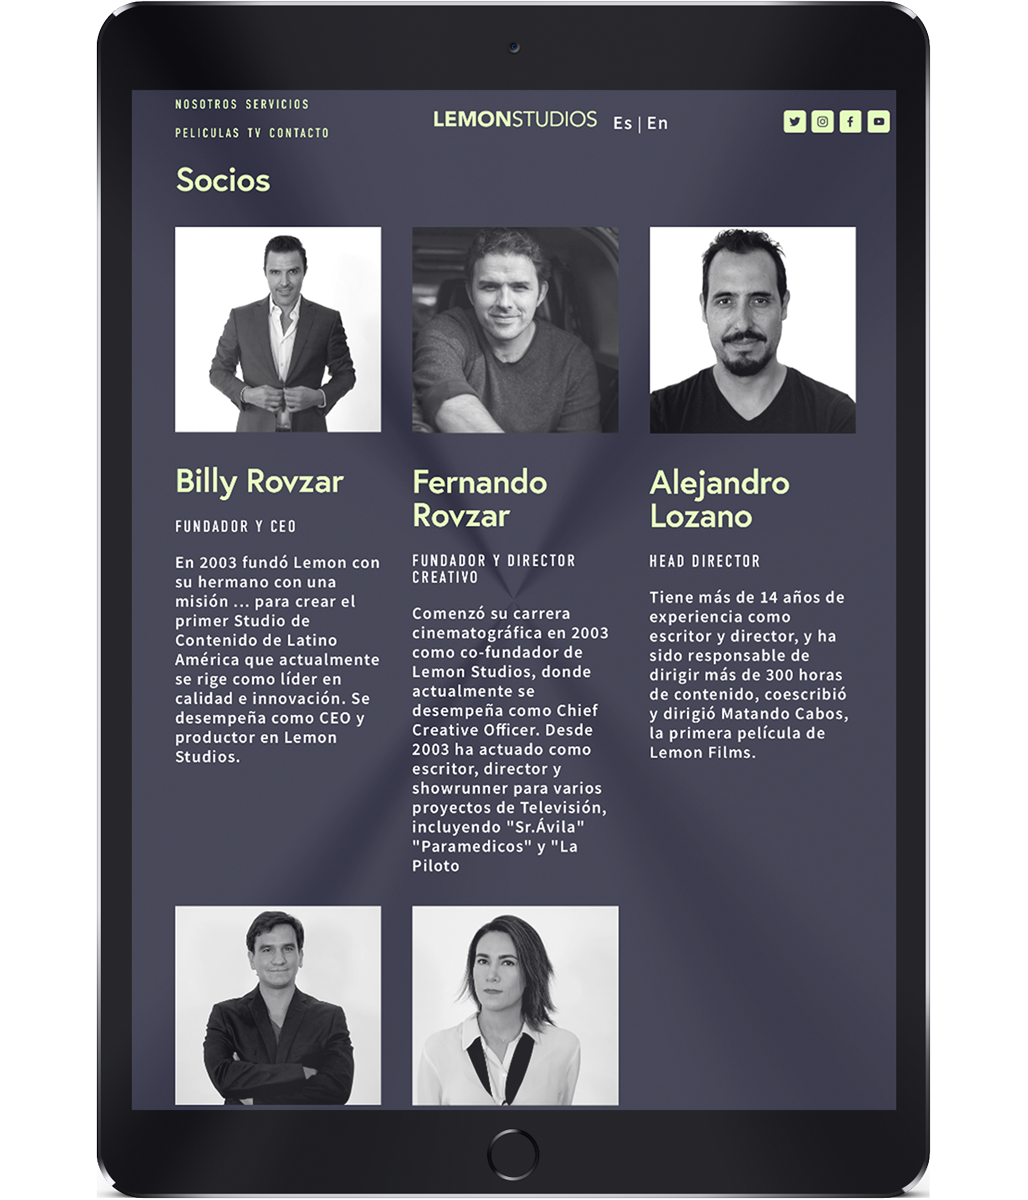 NOSOTROS SERVICIOS
PELICULAS TV CONTACTO
LEMONSTUDIOS
Es | En
Socios
Billy Rovzar
FUNDADOR Y CEO
En 2003 fundó Lemon con
su hermano con una
misión ... para crear el
primer Studio de
Contenido de Latino
América que actualmente
se rige como líder en
calidad e innovación. Se
desempeña como CEO y
productor en Lemon
Studios.
Fernando
Rovzar
FUNDADOR Y DIRECTOR
CREATIVO
Comenzó su carrera
cinematográfica en 2003
como co-fundador de
Lemon Studios, donde
actualmente se
desempeña como Chief
Creative Officer. Desde
2003 ha actuado como
escritor, director y
showrunner para varios
proyectos de Televisión,
incluyendo "Sr.Ávila"
"Paramedicos" y "La
Piloto
Alejandro
Lozano
HEAD DIRECTOR
Tiene más de 14 años de
experiencia como
escritor y director, y ha
sido responsable de
dirigir más de 300 horas
de contenido, coescribió
y dirigió Matando Cabos,
la primera película de
Lemon Films.